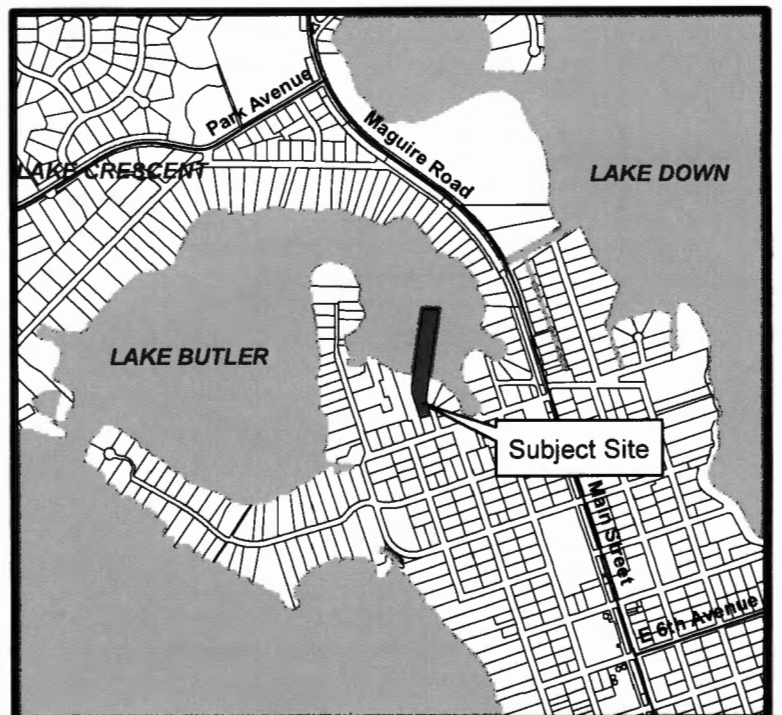 Park Avenue
Maguire Road
LAKE CRESCENT
LAKE DOWN
LAKE BUTLER
Subject Site
Main Street
E 6th Avenue